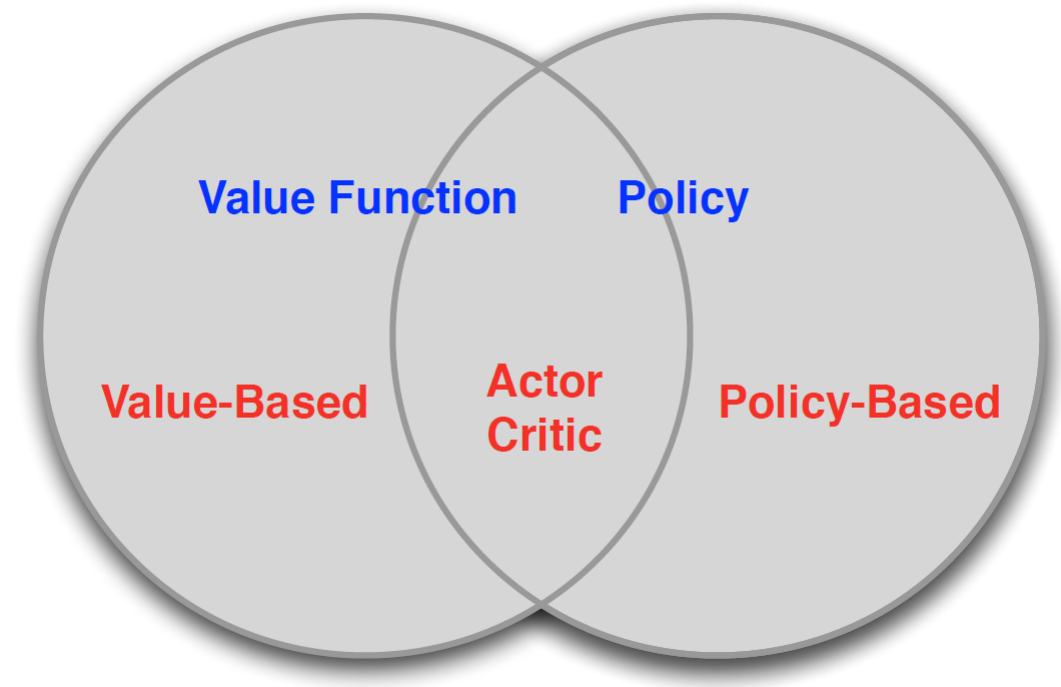 Value Function
Policy
Value-Based
Actor
Critic
Policy-Based